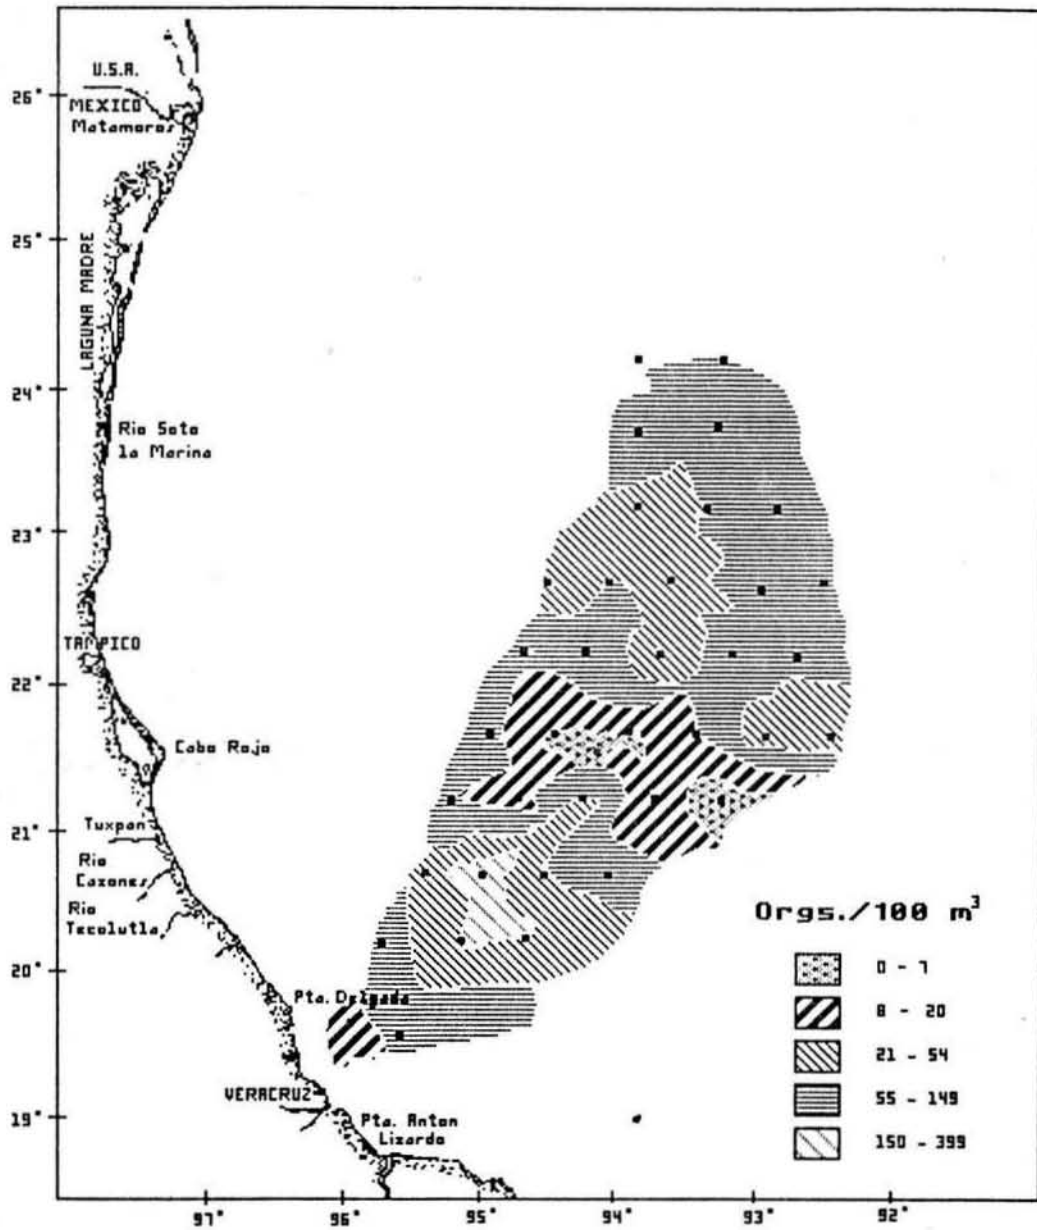 U.S.A.
26°
MEXICO
Matamoros
25°
LAGUNA MADRE
24°
Rio Soto
la Marina
23°
TAMPICO
22°
Cabo Rojo
21°
Tuxpan
Rio
Cazones
Rio
Tecolutla
20°
Pta. Delgada
VERACRUZ
19°
Pta. Anton
Lizardo
97°
96°
95°
94°
93°
92°
Orgs./100 m³
0 - 7
8 - 20
21 - 54
55 - 149
150 - 399